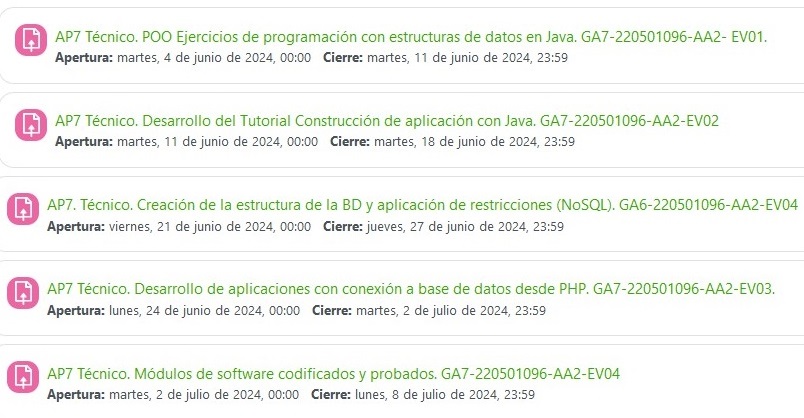 AP7 Técnico. POO Ejercicios de programación con estructuras de datos en Java. GA7-220501096-AA2- EV01.
Apertura: martes, 4 de junio de 2024, 00:00 Cierre: martes, 11 de junio de 2024, 23:59
AP7 Técnico. Desarrollo del Tutorial Construcción de aplicación con Java. GA7-220501096-AA2-EV02
Apertura: martes, 11 de junio de 2024, 00:00 Cierre: martes, 18 de junio de 2024, 23:59
AP7. Técnico. Creación de la estructura de la BD y aplicación de restricciones (NoSQL). GA6-220501096-AA2-EV04
Apertura: viernes, 21 de junio de 2024, 00:00 Cierre: jueves, 27 de junio de 2024, 23:59
AP7 Técnico. Desarrollo de aplicaciones con conexión a base de datos desde PHP. GA7-220501096-AA2-EV03.
Apertura: lunes, 24 de junio de 2024, 00:00 Cierre: martes, 2 de julio de 2024, 23:59
AP7 Técnico. Módulos de software codificados y probados. GA7-220501096-AA2-EV04
Apertura: martes, 2 de julio de 2024, 00:00 Cierre: lunes, 8 de julio de 2024, 23:59